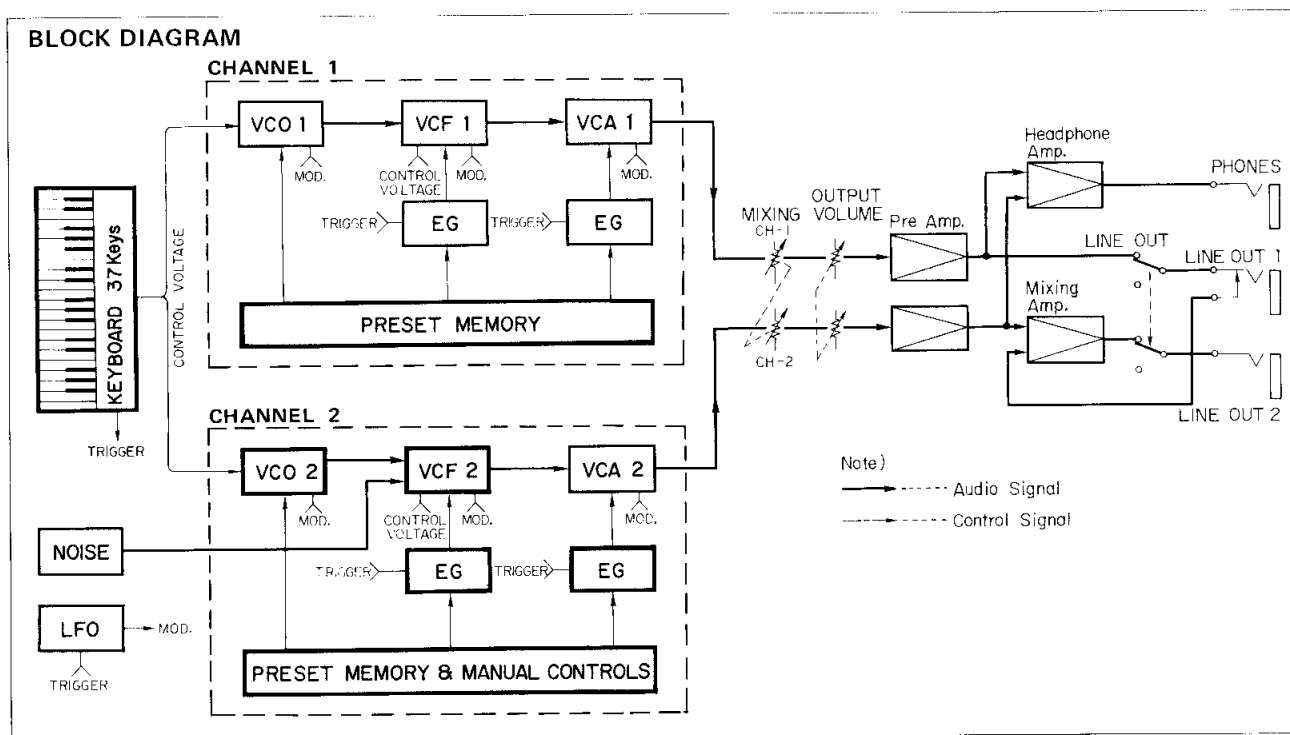 BLOCK DIAGRAM
CHANNEL 1
VCO 1
VCF 1
VCA 1
MOD.
CONTROL
VOLTAGE
MOD.
MOD.
TRIGGER
EG
TRIGGER
EG
PRESET MEMORY
KEYBOARD 37 Keys
CONTROL VOLTAGE
TRIGGER
CHANNEL 2
VCO 2
VCF 2
VCA 2
MOD.
CONTROL
VOLTAGE
MOD.
MOD.
NOISE
TRIGGER
EG
TRIGGER
EG
LFO
MOD.
TRIGGER
PRESET MEMORY & MANUAL CONTROLS
MIXING
CH-1
CH-2
OUTPUT
VOLUME
Pre Amp.
Headphone
Amp.
PHONES
LINE OUT
LINE OUT 1
Mixing
Amp.
LINE OUT 2
Note)
Audio Signal
Control Signal